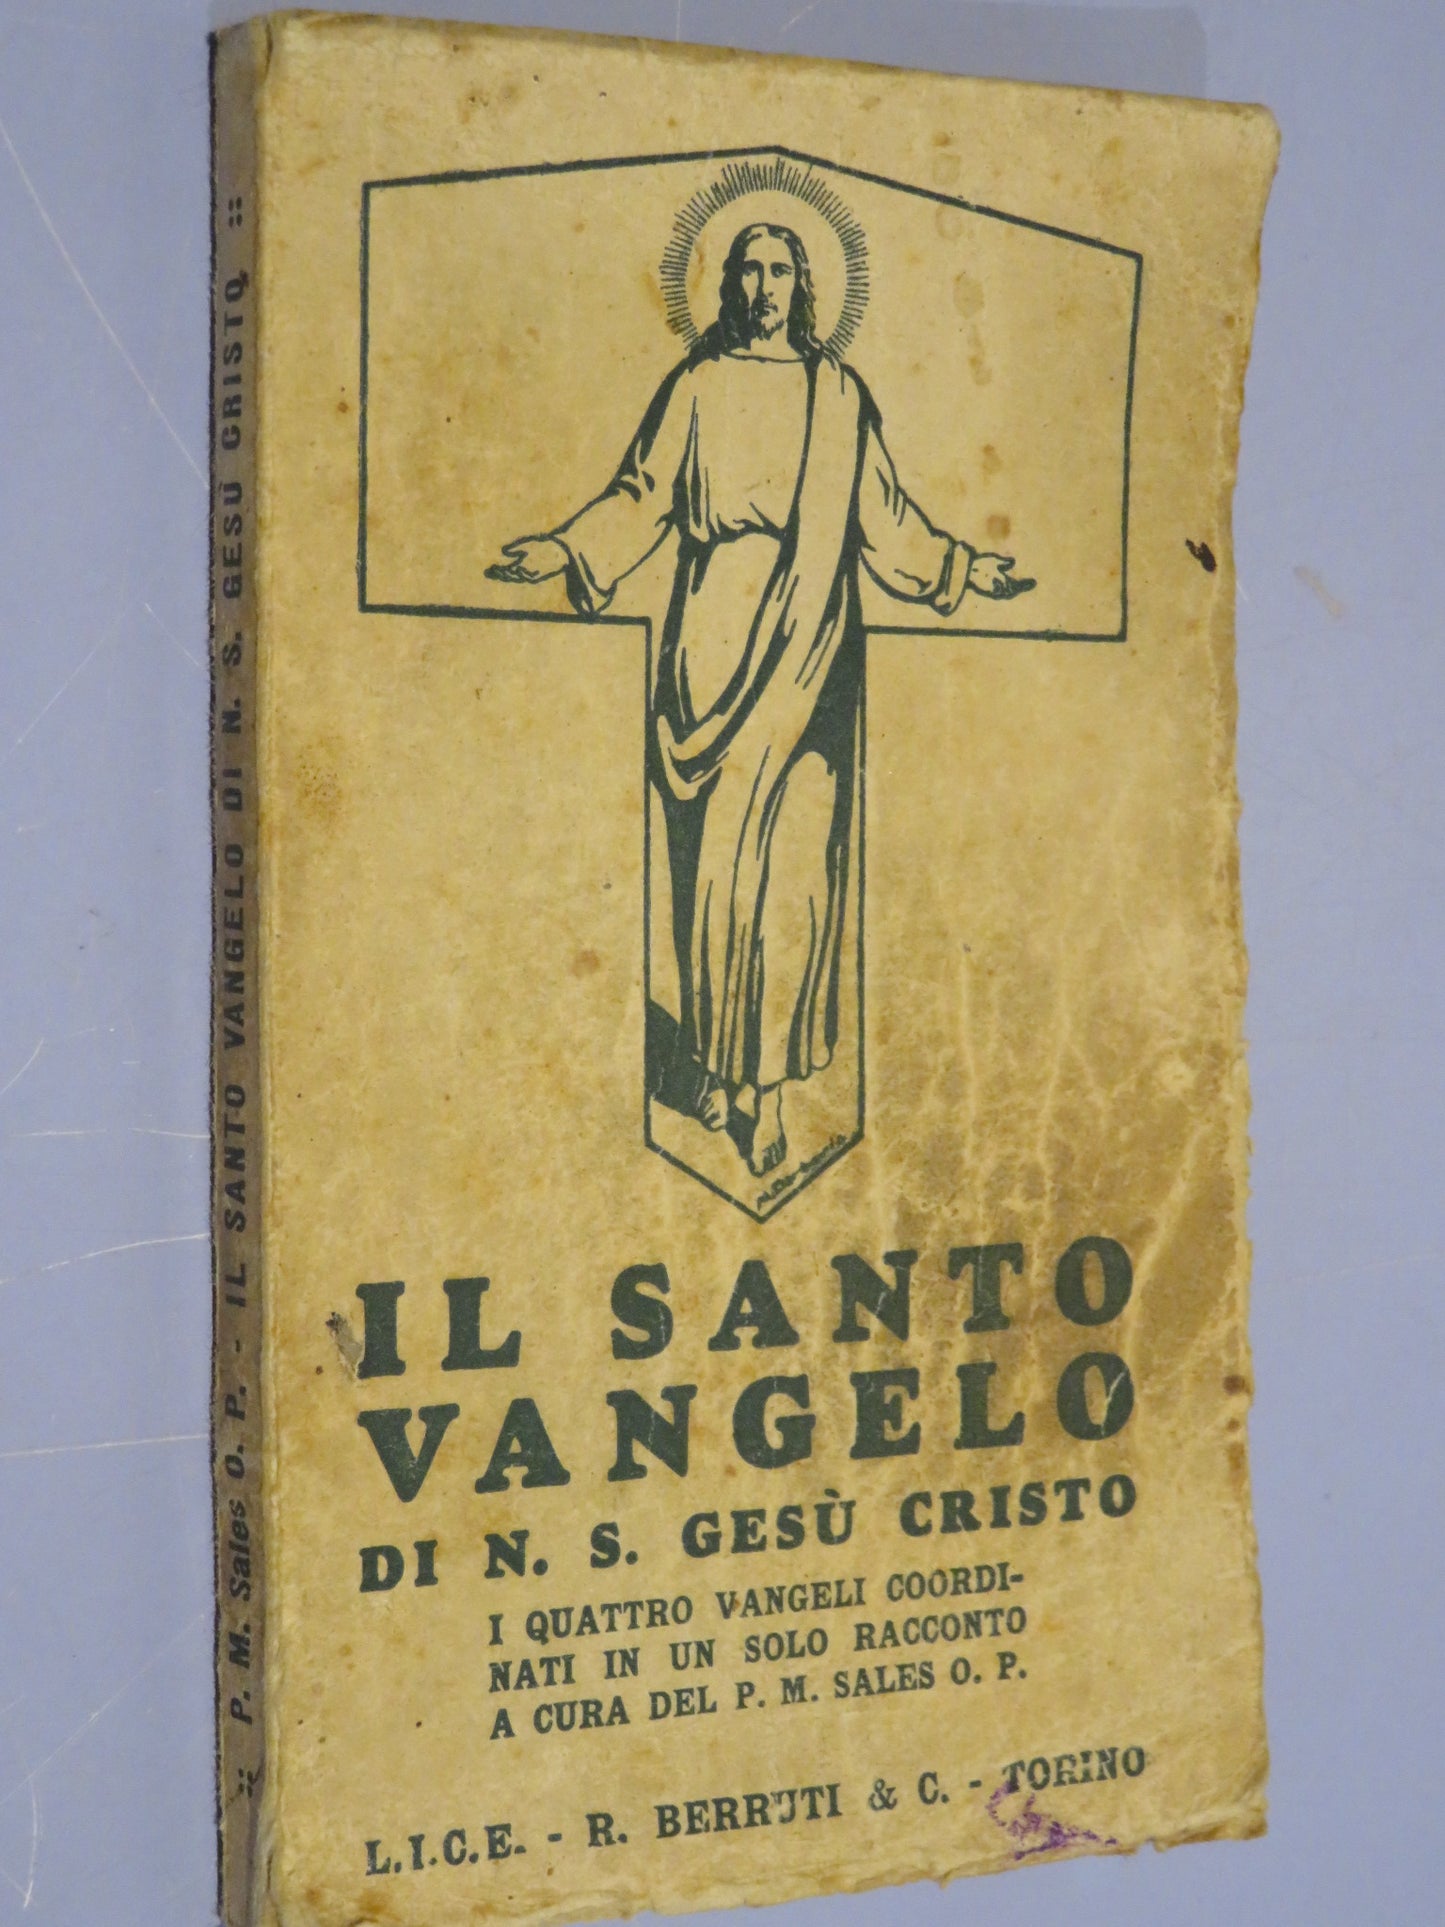 IL SANTO
VANGELO
DI N. S. GESÙ CRISTO
I QUATTRO VANGELI COORDI-
NATI IN UN SOLO RACCONTO
A CURA DEL P. M. SALES O. P.
L.I.C.E. - R. BERRUTI & C. - TORINO
:: P. M. Sales O. P. - IL SANTO VANGELO DI N. S. GESÙ CRISTO ::